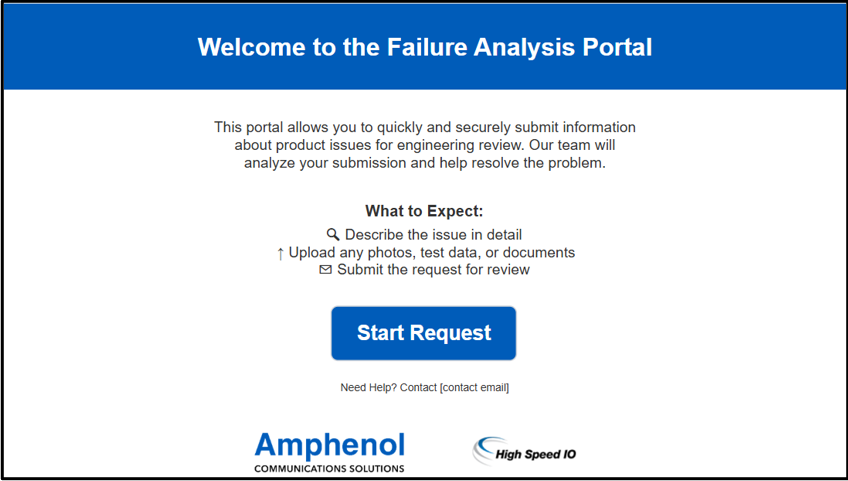 Welcome to the Failure Analysis Portal
This portal allows you to quickly and securely submit information
about product issues for engineering review. Our team will
analyze your submission and help resolve the problem.
What to Expect:
🔍 Describe the issue in detail
↑ Upload any photos, test data, or documents
✉ Submit the request for review
Start Request
Need Help? Contact [contact email]
Amphenol
COMMUNICATIONS SOLUTIONS
High Speed IO